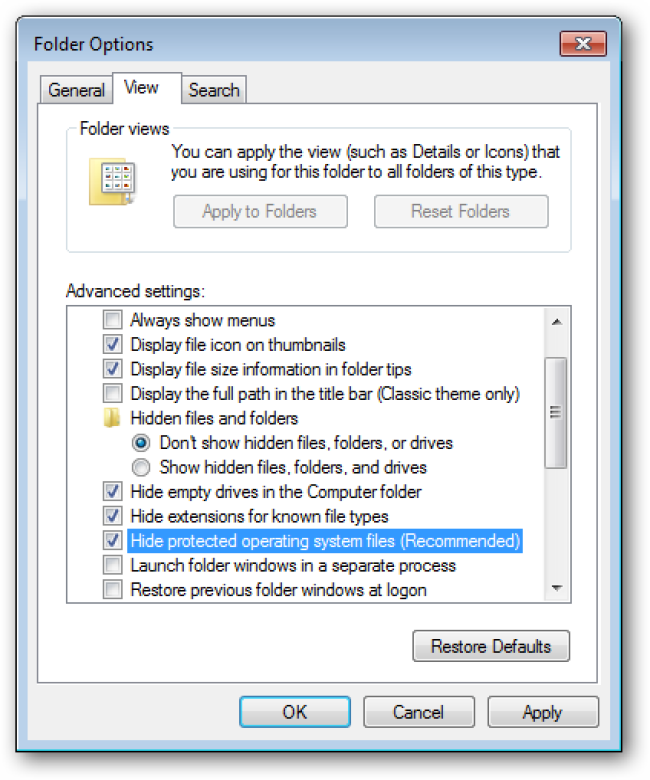 Folder Options
General View Search
Folder views
You can apply the view (such as Details or Icons) that
you are using for this folder to all folders of this type.
Apply to Folders Reset Folders
Advanced settings:
Always show menus
Display file icon on thumbnails
Display file size information in folder tips
Display the full path in the title bar (Classic theme only)
Hidden files and folders
Don't show hidden files, folders, or drives
Show hidden files, folders, and drives
Hide empty drives in the Computer folder
Hide extensions for known file types
Hide protected operating system files (Recommended)
Launch folder windows in a separate process
Restore previous folder windows at logon
Restore Defaults
OK Cancel Apply